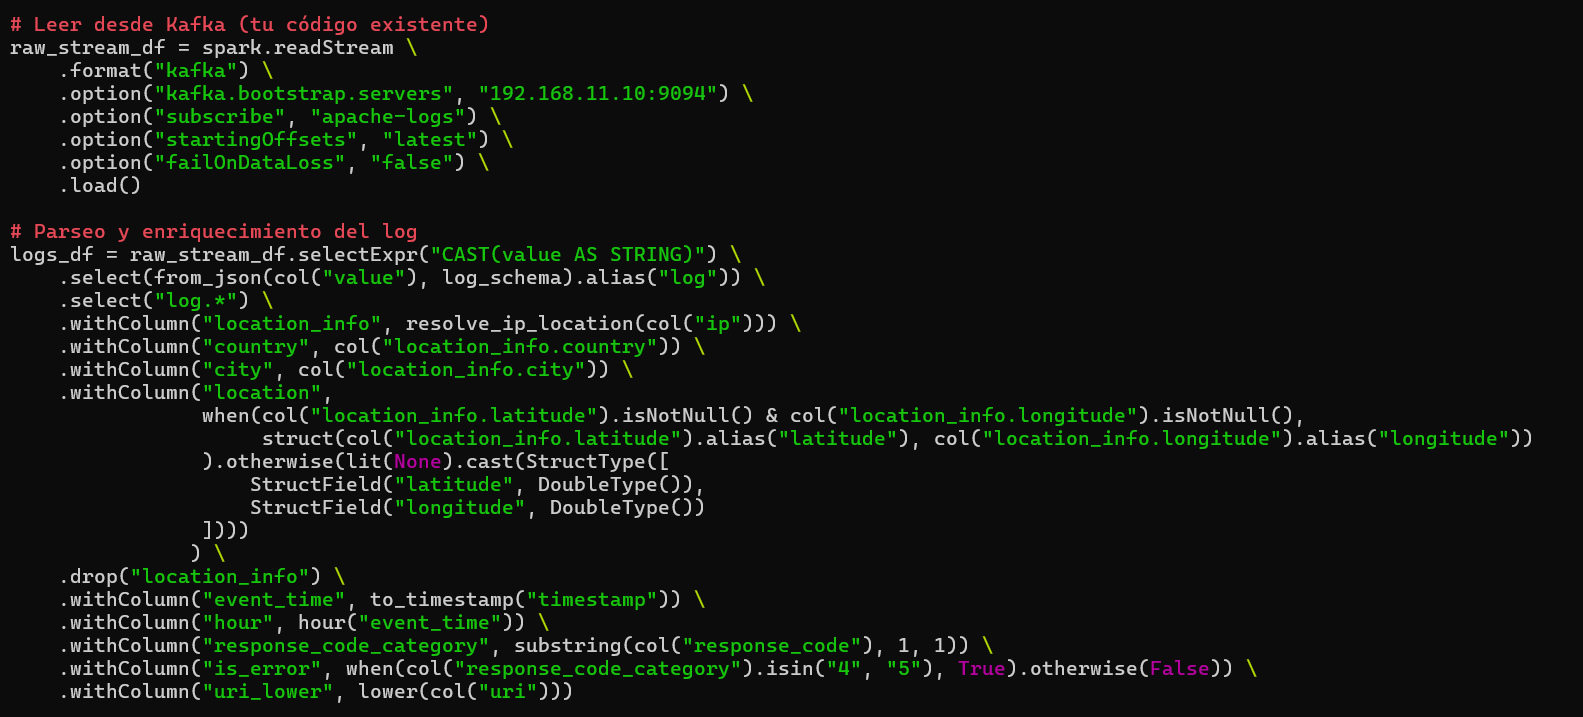 # Leer desde Kafka (tu código existente)
raw_stream_df = spark.readStream \
    .format("kafka") \
    .option("kafka.bootstrap.servers", "192.168.11.10:9094") \
    .option("subscribe", "apache-logs") \
    .option("startingOffsets", "latest") \
    .option("failOnDataLoss", "false") \
    .load()

# Parseo y enriquecimiento del log
logs_df = raw_stream_df.selectExpr("CAST(value AS STRING)") \
    .select(from_json(col("value"), log_schema).alias("log")) \
    .select("log.*") \
    .withColumn("location_info", resolve_ip_location(col("ip"))) \
    .withColumn("country", col("location_info.country")) \
    .withColumn("city", col("location_info.city")) \
    .withColumn("location",
                when(col("location_info.latitude").isNotNull() & col("location_info.longitude").isNotNull(),
                     struct(col("location_info.latitude").alias("latitude"), col("location_info.longitude").alias("longitude"))
                ).otherwise(lit(None).cast(StructType([
                    StructField("latitude", DoubleType()),
                    StructField("longitude", DoubleType())
                ])))
               ) \
    .drop("location_info") \
    .withColumn("event_time", to_timestamp("timestamp")) \
    .withColumn("hour", hour("event_time")) \
    .withColumn("response_code_category", substring(col("response_code"), 1, 1)) \
    .withColumn("is_error", when(col("response_code_category").isin("4", "5"), True).otherwise(False)) \
    .withColumn("uri_lower", lower(col("uri")))